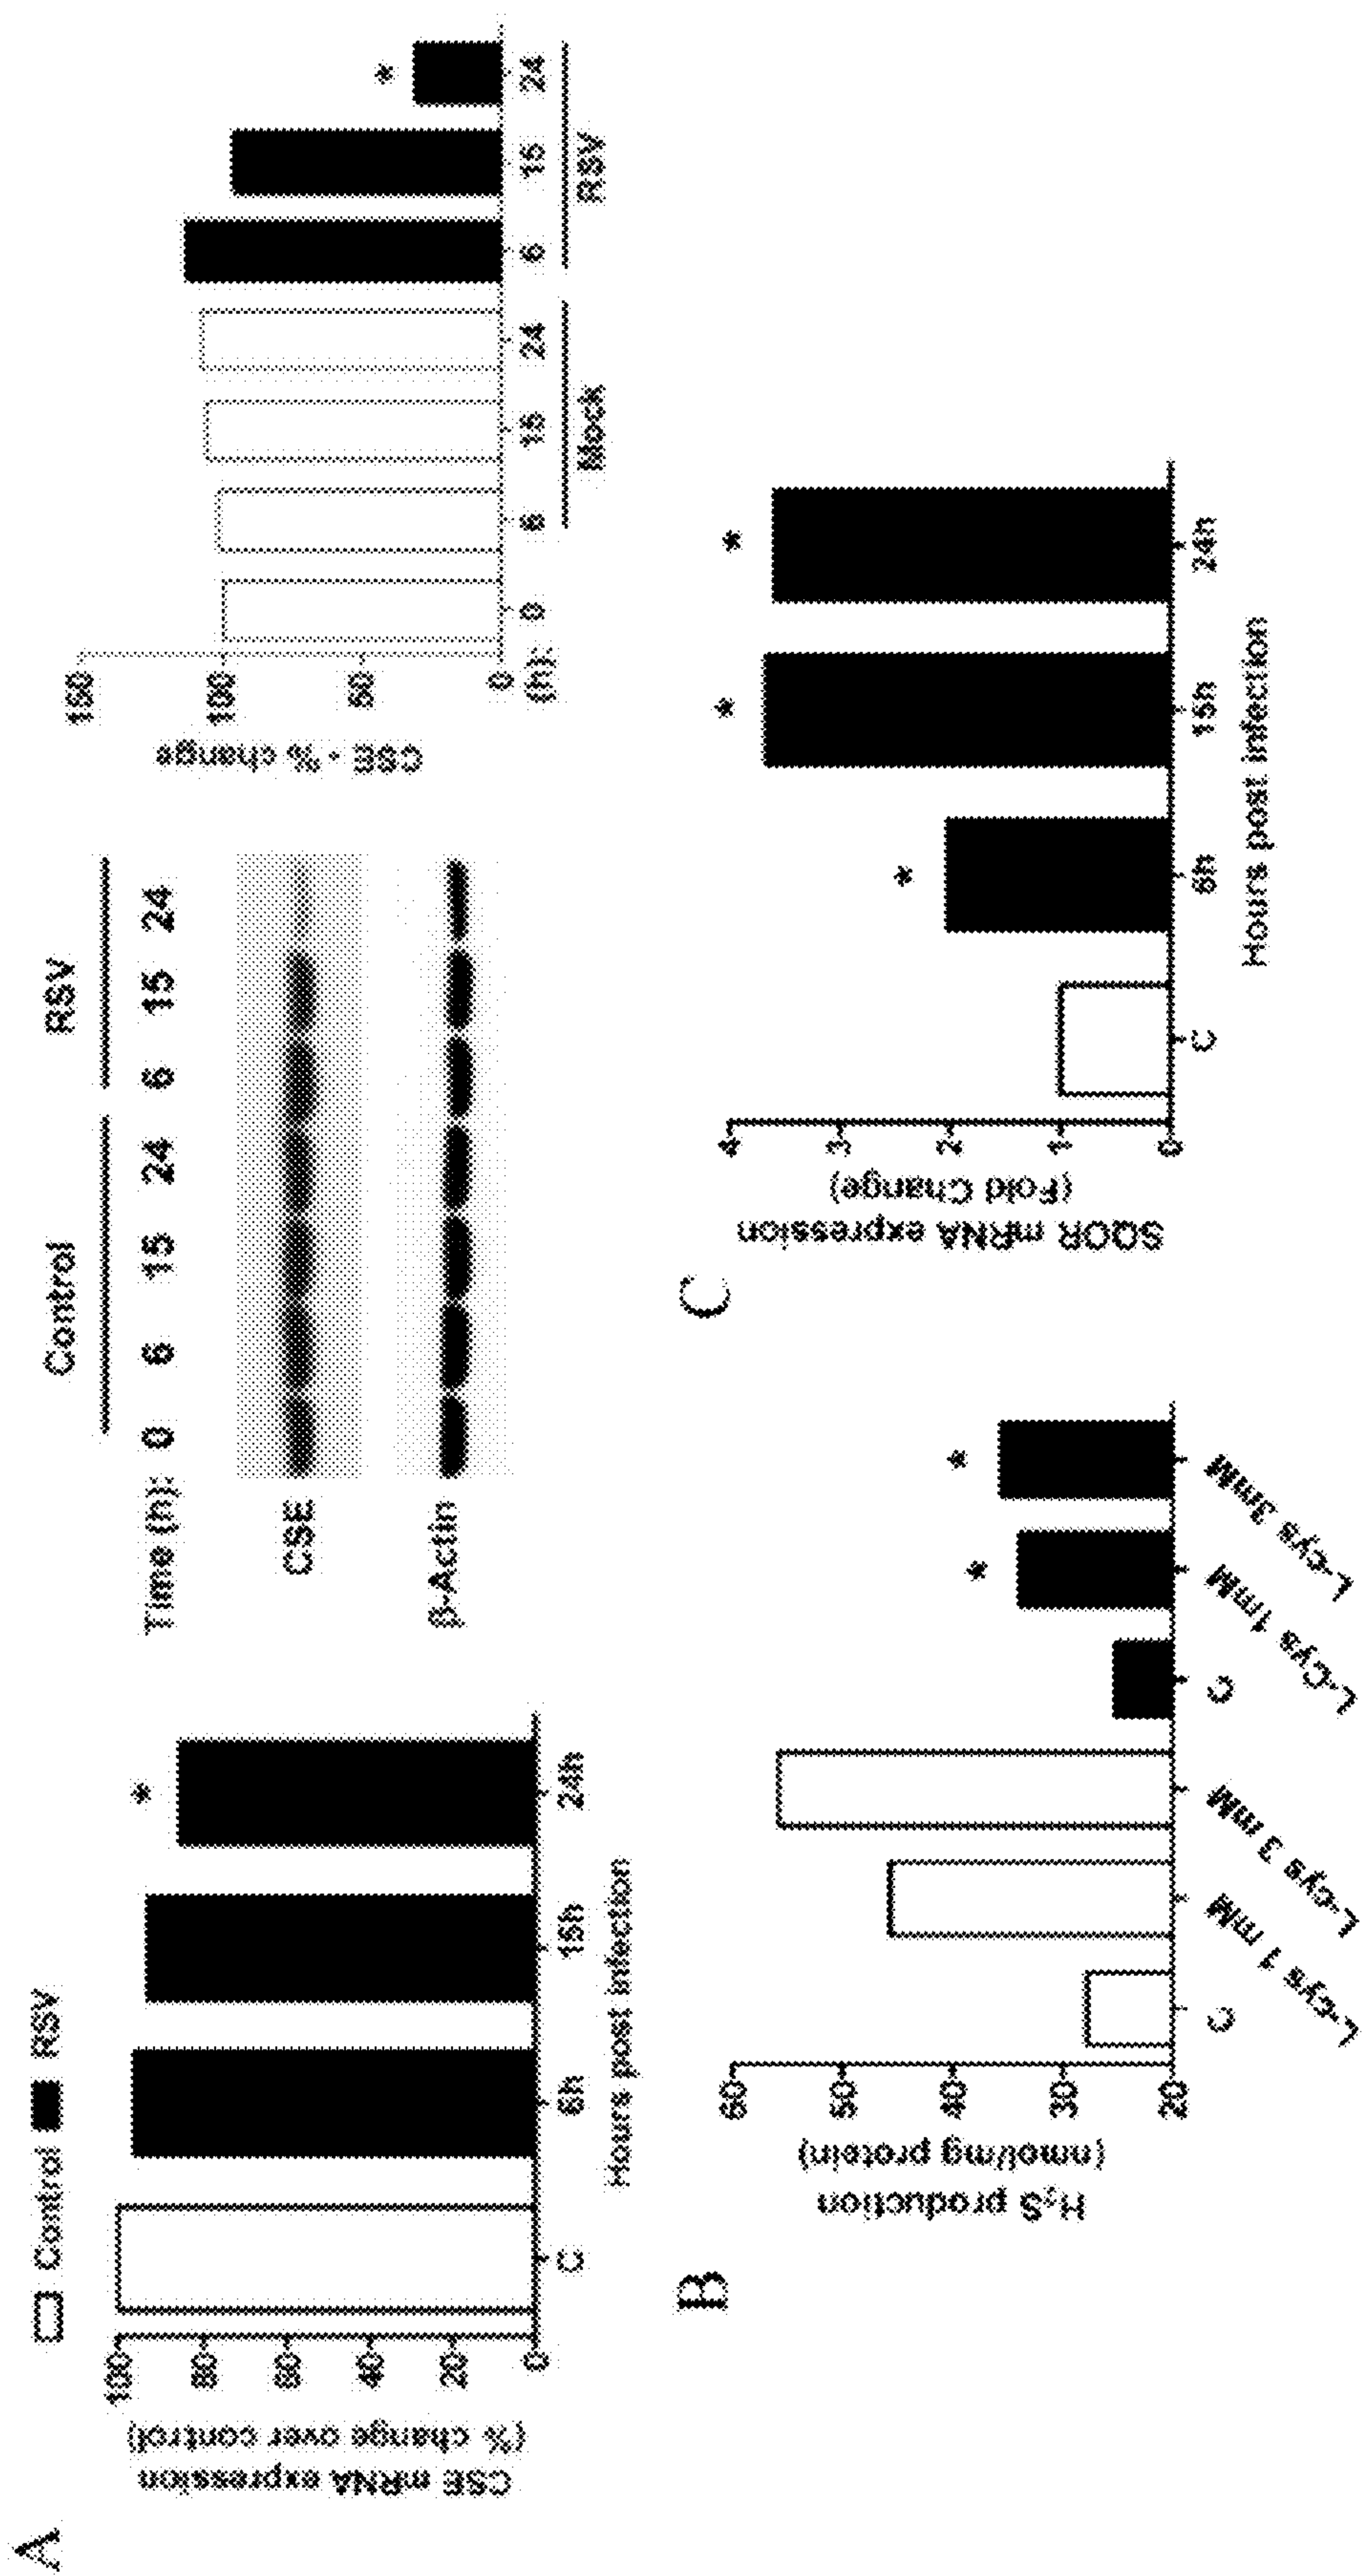 A
Control RSV
CSE mRNA expression
(% change over control)
100
80
60
40
20
0
C 6h 15h 24h
*
Hours post infection
Control RSV
Time (h): 0 6 15 24 6 15 24
CSE
β-Actin
CSE - % change
150
100
50
0
*
(h): 0 6 15 24 6 15 24
Mock RSV
B
H₂S production
(nmol/mg protein)
60
50
40
30
20
* *
C L-cys 1 mM L-cys 3 mM C L-Cys 1mM L-cys 3mM
C
SQOR mRNA expression
(Fold Change)
4
3
2
1
0
* * *
C 6h 15h 24h
Hours post infection